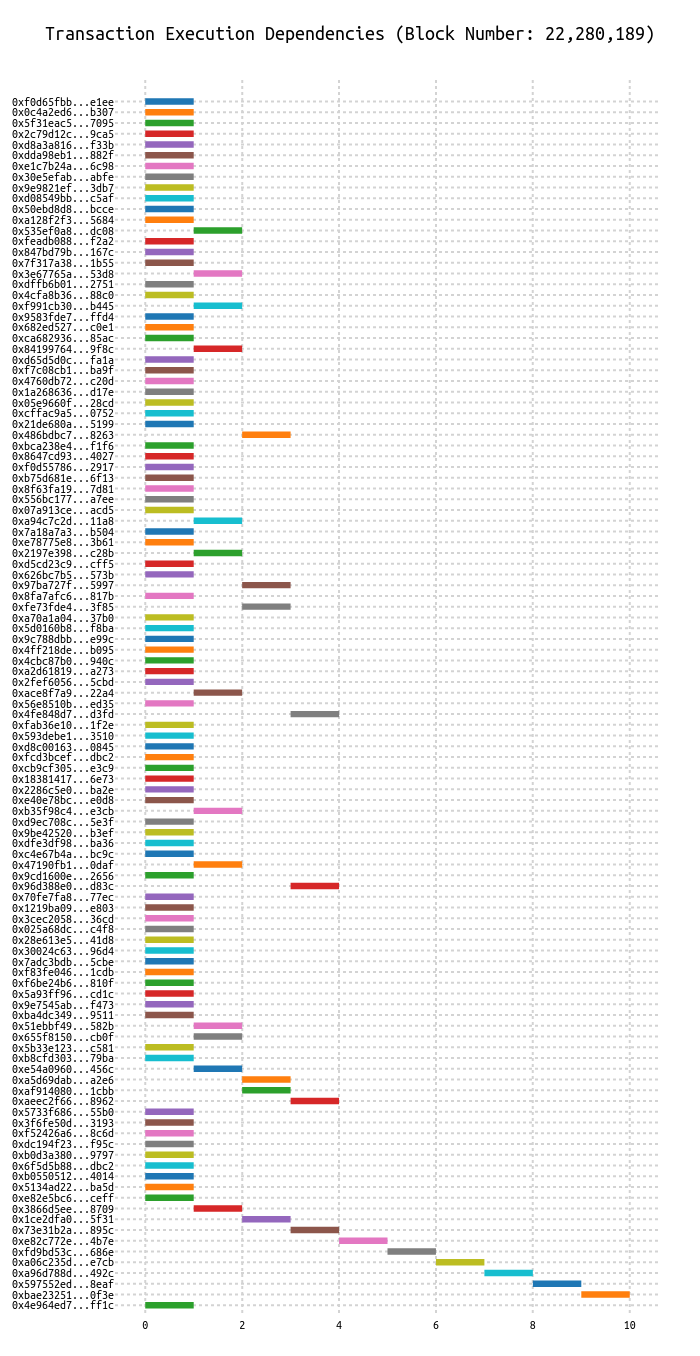 Transaction Execution Dependencies (Block Number: 22,280,189)
0xf0d65fbb...e1ee
0x0c4a2ed6...b307
0x5f31eac5...7095
0x2c79d12c...9ca5
0xd8a3a816...f33b
0xdda98eb1...882f
0xe1c7b24a...6c98
0x30e5efab...abfe
0x9e9821ef...3db7
0xd08549bb...c5af
0x50ebd8d8...bcce
0xa128f2f3...5684
0x535ef0a8...dc08
0xfeadb088...f2a2
0x847bd79b...167c
0x7f317a38...1b55
0x3e67765a...53d8
0xdffb6b01...2751
0x4cfa8b36...88c0
0xf991cb30...b445
0x9583fde7...ffd4
0x682ed527...c0e1
0xca682936...85ac
0x84199764...9f8c
0xd65d5d0c...fa1a
0xf7c08cb1...ba9f
0x4760db72...c20d
0x1a268636...d17e
0x05e9660f...28cd
0xcffac9a5...0752
0x21de680a...5199
0x486bdbc7...8263
0xbca238e4...f1f6
0x8647cd93...4027
0xf0d55786...2917
0xb75d681e...6f13
0x8f63fa19...7d81
0x556bc177...a7ee
0x07a913ce...acd5
0xa94c7c2d...11a8
0x7a18a7a3...b504
0xe78775e8...3b61
0x2197e398...c28b
0xd5cd23c9...cff5
0x626bc7b5...573b
0x97ba727f...5997
0x8fa7afc6...817b
0xfe73fde4...3f85
0xa70a1a04...37b0
0x5d0160b8...f8ba
0x9c788dbb...e99c
0x4ff218de...b095
0x4cbc87b0...940c
0xa2d61819...a273
0x2fef6056...5cbd
0xace8f7a9...22a4
0x56e8510b...ed35
0x4fe848d7...d3fd
0xfab36e10...1f2e
0x593debe1...3510
0xd8c00163...0845
0xfcd3bcef...dbc2
0xcb9cf305...e3c9
0x18381417...6e73
0x2286c5e0...ba2e
0xe40e78bc...e0d8
0xb35f98c4...e3cb
0xd9ec708c...5e3f
0x9be42520...b3ef
0xdfe3df98...ba36
0xc4e67b4a...bc9c
0x47190fb1...0daf
0x9cd1600e...2656
0x96d388e0...d83c
0x70fe7fa8...77ec
0x1219ba09...e803
0x3cec2058...36cd
0x025a68dc...c4f8
0x28e613e5...41d8
0x30024c63...96d4
0x7adc3bdb...5cbe
0xf83fe046...1cdb
0xf6be24b6...810f
0x5a93ff96...cd1c
0x9e7545ab...f473
0xba4dc349...9511
0x51ebbf49...582b
0x655f8150...cb0f
0x5b33e123...c581
0xb8cfd303...79ba
0xe54a0960...456c
0xa5d69dab...a2e6
0xaf914080...1cbb
0xaeec2f66...8962
0x5733f686...55b0
0x3f6fe50d...3193
0xf52426a6...8c6d
0xdc194f23...f95c
0xb0d3a380...9797
0x6f5d5b88...dbc2
0xb0550512...4014
0x5134ad22...ba5d
0xe82e5bc6...ceff
0x3866d5ee...8709
0x1ce2dfa0...5f31
0x73e31b2a...895c
0xe82c772e...4b7e
0xfd9bd53c...686e
0xa06c235d...e7cb
0xa96d788d...492c
0x597552ed...8eaf
0xbae23251...0f3e
0x4e964ed7...ff1c
0 2 4 6 8 10